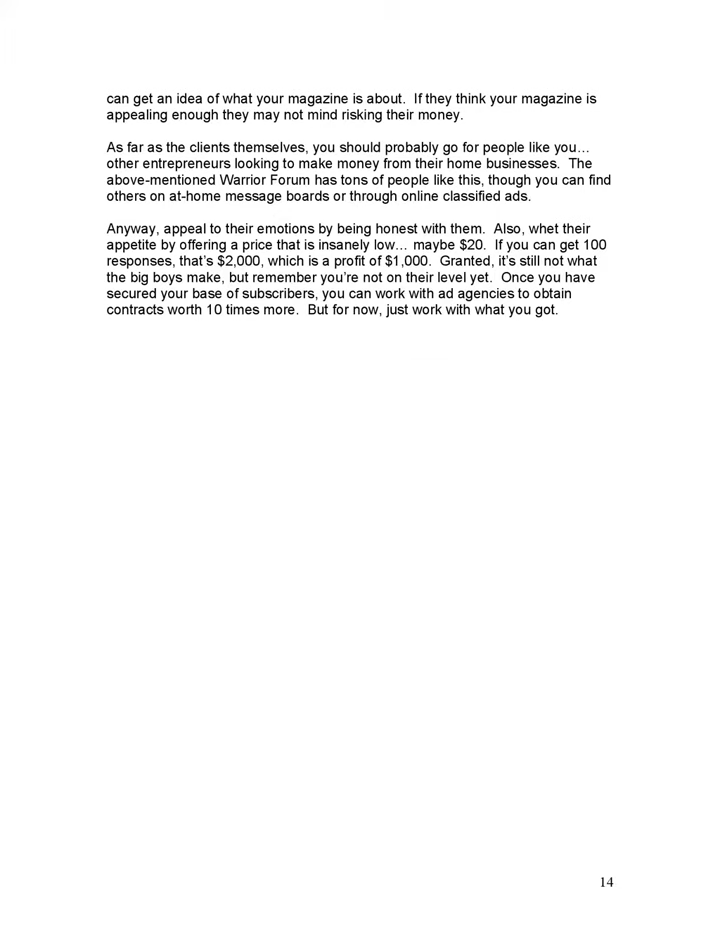 can get an idea of what your magazine is about.  If they think your magazine is
appealing enough they may not mind risking their money.
As far as the clients themselves, you should probably go for people like you…
other entrepreneurs looking to make money from their home businesses.  The
above-mentioned Warrior Forum has tons of people like this, though you can find
others on at-home message boards or through online classified ads.
Anyway, appeal to their emotions by being honest with them.  Also, whet their
appetite by offering a price that is insanely low… maybe $20.  If you can get 100
responses, that’s $2,000, which is a profit of $1,000.  Granted, it’s still not what
the big boys make, but remember you’re not on their level yet.  Once you have
secured your base of subscribers, you can work with ad agencies to obtain
contracts worth 10 times more.  But for now, just work with what you got.
14